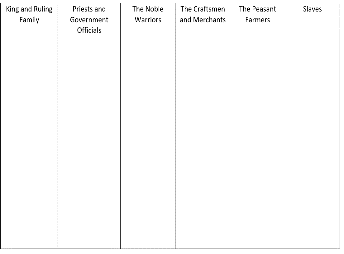 King and Ruling
Family
Priests and
Government
Officials
The Noble
Warriors
The Craftsmen
and Merchants
The Peasant
Farmers
Slaves